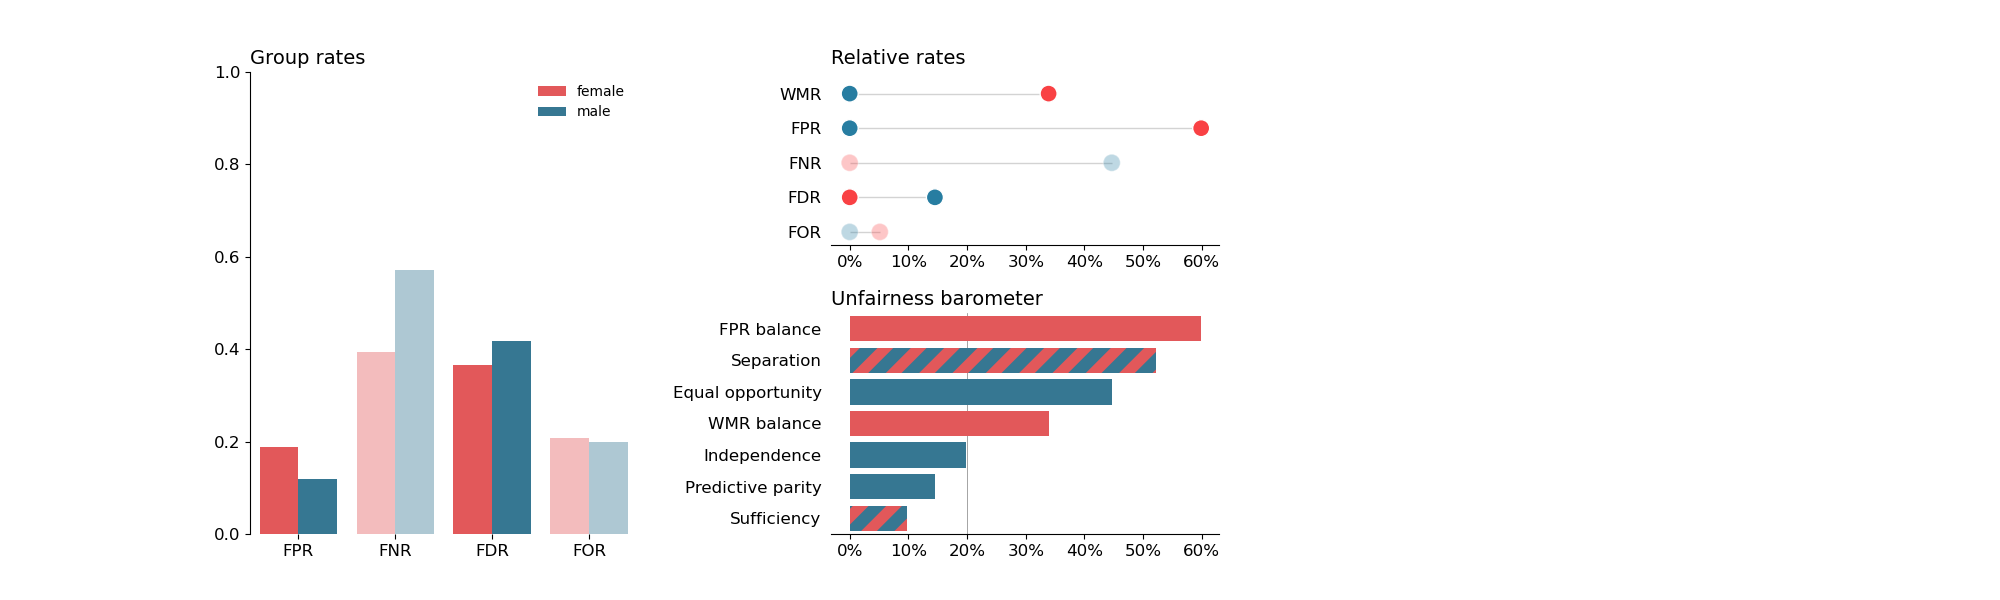 Group rates
1.0
0.8
0.6
0.4
0.2
0.0
female
male
FPR
FNR
FDR
FOR
Relative rates
WMR
FPR
FNR
FDR
FOR
0% 10% 20% 30% 40% 50% 60%
Unfairness barometer
FPR balance
Separation
Equal opportunity
WMR balance
Independence
Predictive parity
Sufficiency
0% 10% 20% 30% 40% 50% 60%